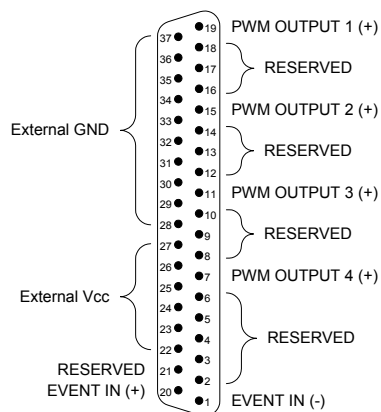 19 PWM OUTPUT 1 (+)
37
18
36
17 RESERVED
35
16
34
15 PWM OUTPUT 2 (+)
33
14
External GND
32
13 RESERVED
31
12
30
11 PWM OUTPUT 3 (+)
29
10
28
9 RESERVED
27
8
26
7 PWM OUTPUT 4 (+)
External Vcc
25
6
24
5
23
4 RESERVED
22
3
RESERVED 21
2
EVENT IN (+) 20
1 EVENT IN (-)